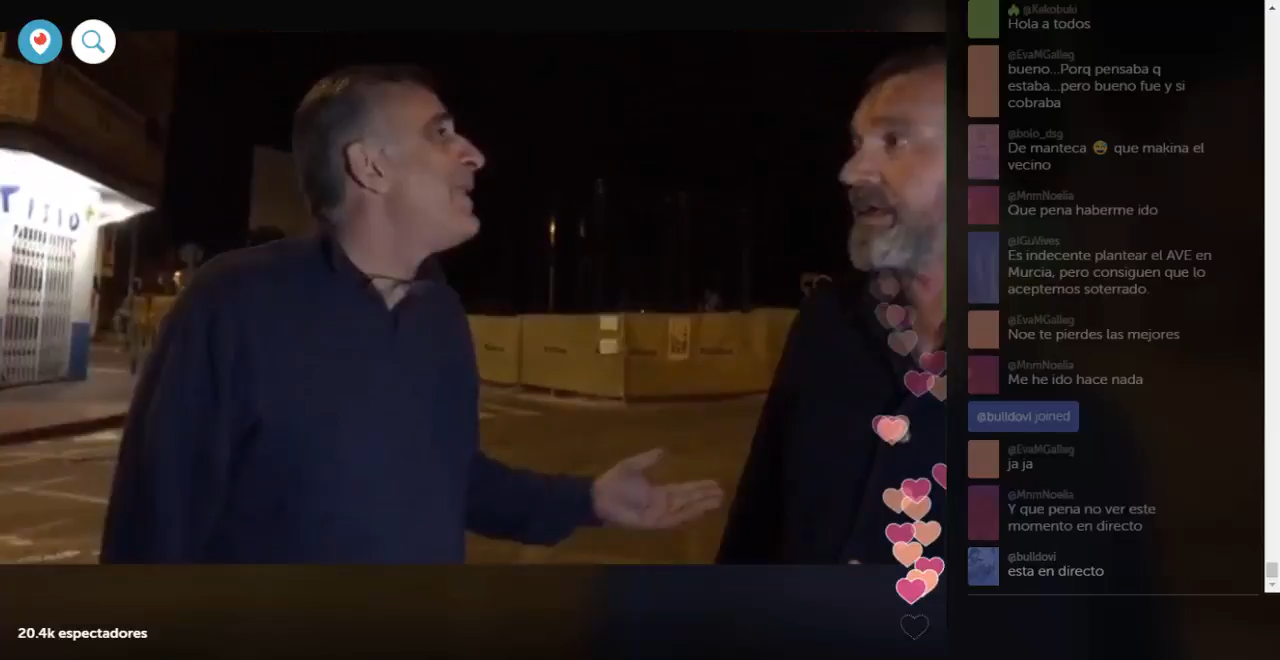 TISIO
@Kakobuki
Hola a todos
@EvaMGalleg
bueno...Porq pensaba q
estaba...pero bueno fue y si
cobraba
@bolo_dsg
De manteca 😅 que makina el
vecino
@MnmNoelia
Que pena haberme ido
@JGuVives
Es indecente plantear el AVE en
Murcia, pero consiguen que lo
aceptemos soterrado.
@EvaMGalleg
Noe te pierdes las mejores
@MnmNoelia
Me he ido hace nada
@bulldovi joined
@EvaMGalleg
ja ja
@MnmNoelia
Y que pena no ver este
momento en directo
@bulldovi
esta en directo
20.4k espectadores